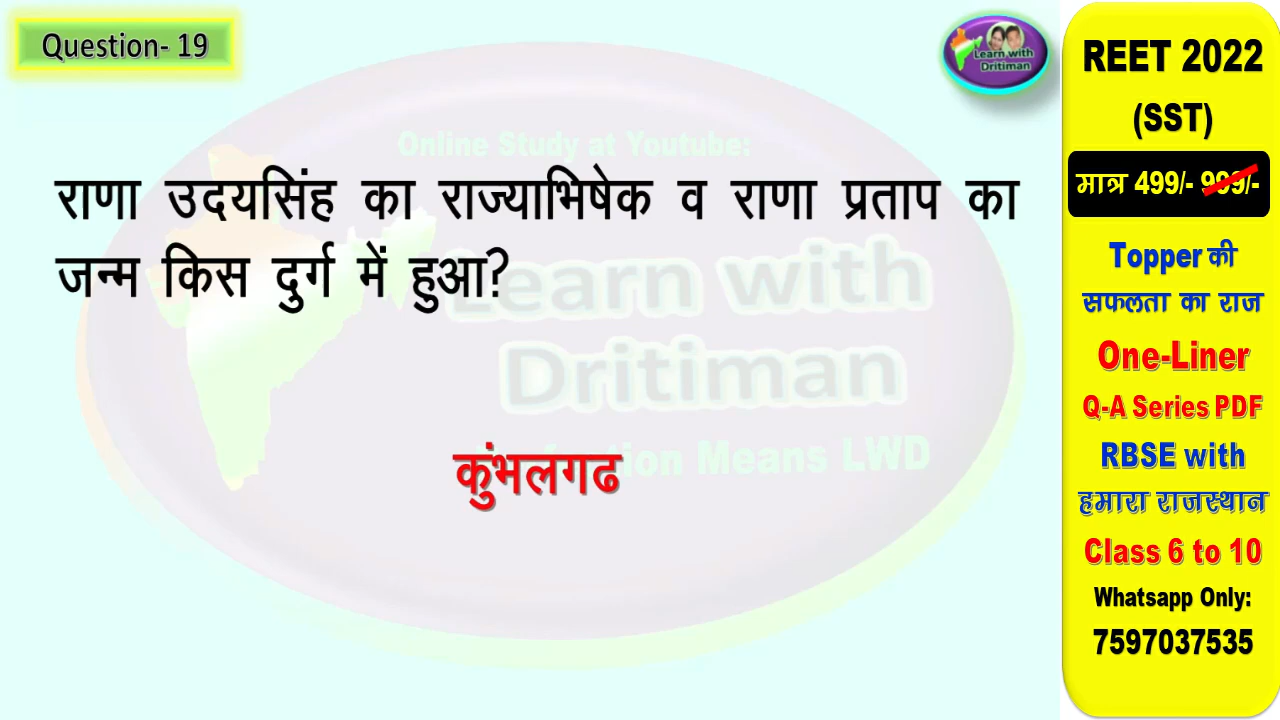 Question- 19
Learn with
Dritiman
Online Study at Youtube:
राणा उदयसिंह का राज्याभिषेक व राणा प्रताप का
जन्म किस दुर्ग में हुआ?
Learn with
Dritiman
कुंभलगढ
Means LWD
REET 2022
(SST)
मात्र 499/- 999/-
Topper की
सफलता का राज
One-Liner
Q-A Series PDF
RBSE with
हमारा राजस्थान
Class 6 to 10
Whatsapp Only:
7597037535